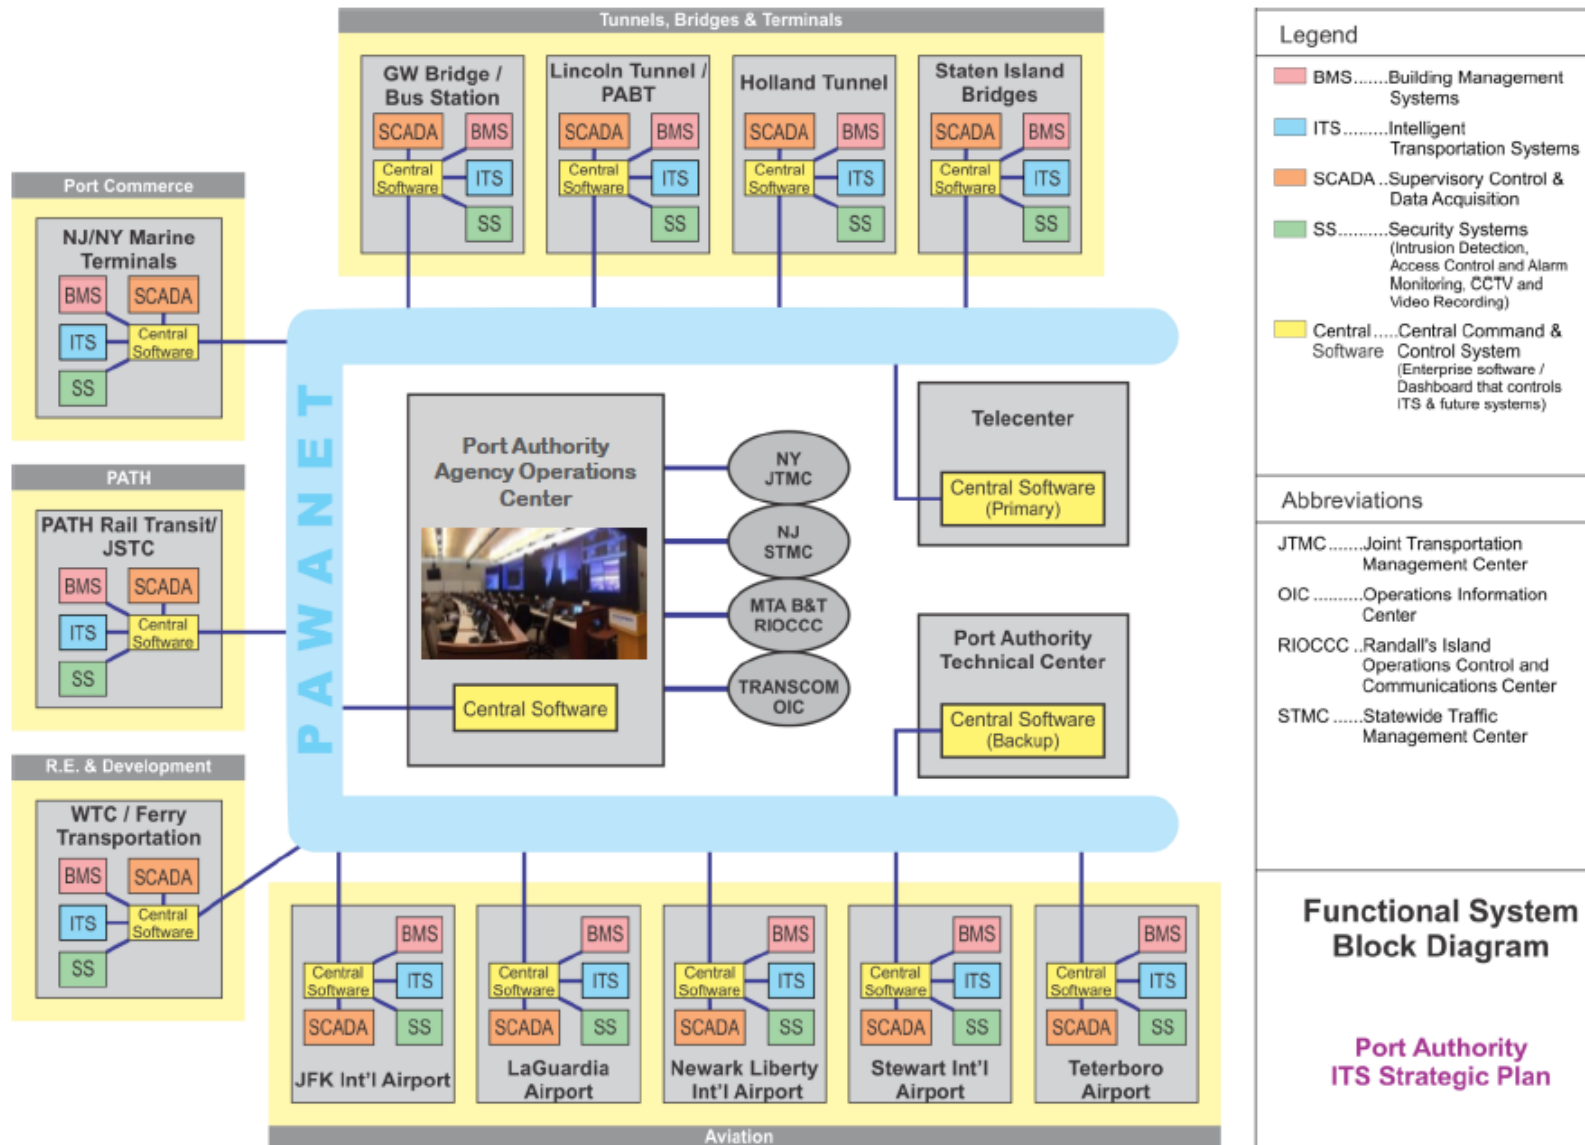 Tunnels, Bridges & Terminals
GW Bridge /
Bus Station
SCADA
BMS
Central
Software
ITS
SS
Lincoln Tunnel /
PABT
SCADA
BMS
Central
Software
ITS
SS
Holland Tunnel
SCADA
BMS
Central
Software
ITS
SS
Staten Island
Bridges
SCADA
BMS
Central
Software
ITS
SS
Port Commerce
NJ/NY Marine
Terminals
BMS
SCADA
ITS
Central
Software
SS
PATH
PATH Rail Transit/
JSTC
BMS
SCADA
ITS
Central
Software
SS
R.E. & Development
WTC / Ferry
Transportation
BMS
SCADA
ITS
Central
Software
SS
PAWANET
Port Authority
Agency Operations
Center
Central Software
NY
JTMC
NJ
STMC
MTA B&T
RIOCCC
TRANSCOM
OIC
Telecenter
Central Software
(Primary)
Port Authority
Technical Center
Central Software
(Backup)
BMS
Central
Software
ITS
SCADA
SS
JFK Int'l Airport
BMS
Central
Software
ITS
SCADA
SS
LaGuardia
Airport
BMS
Central
Software
ITS
SCADA
SS
Newark Liberty
Int'l Airport
BMS
Central
Software
ITS
SCADA
SS
Stewart Int'l
Airport
BMS
Central
Software
ITS
SCADA
SS
Teterboro
Airport
Aviation
Legend
BMS.......Building Management
Systems
ITS.........Intelligent
Transportation Systems
SCADA..Supervisory Control &
Data Acquisition
SS..........Security Systems
(Intrusion Detection,
Access Control and Alarm
Monitoring, CCTV and
Video Recording)
Central.....Central Command &
Software Control System
(Enterprise software /
Dashboard that controls
ITS & future systems)
Abbreviations
JTMC.......Joint Transportation
Management Center
OIC..........Operations Information
Center
RIOCCC..Randall's Island
Operations Control and
Communications Center
STMC......Statewide Traffic
Management Center
Functional System
Block Diagram
Port Authority
ITS Strategic Plan